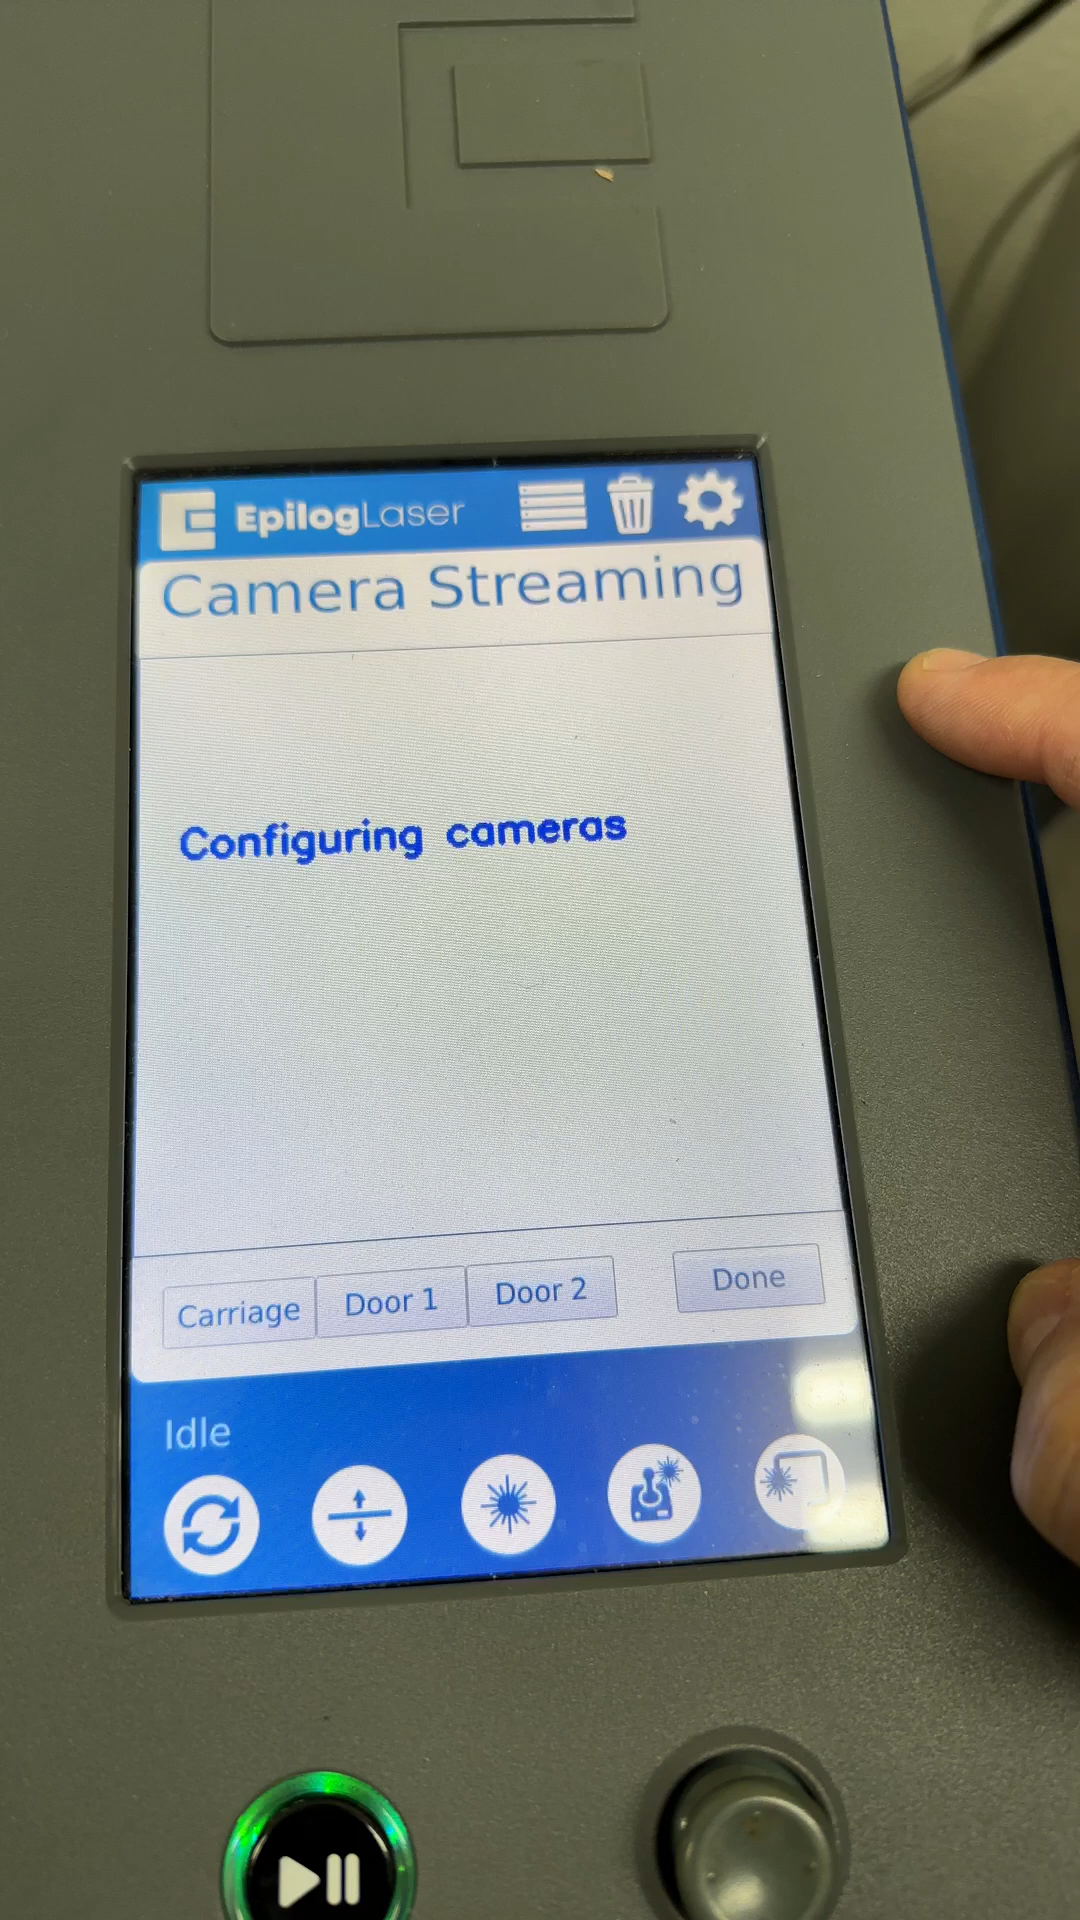 EpilogLaser
Camera Streaming
Configuring cameras
Carriage Door 1 Door 2 Done
Idle